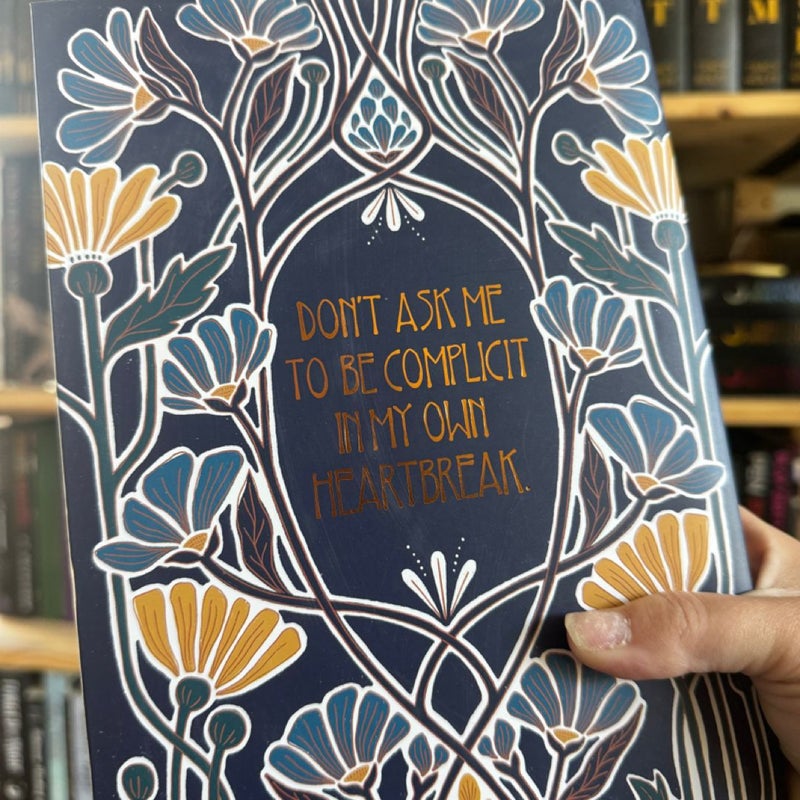 DON'T ASK ME
TO BE COMPLICIT
IN MY OWN
HEARTBREAK.